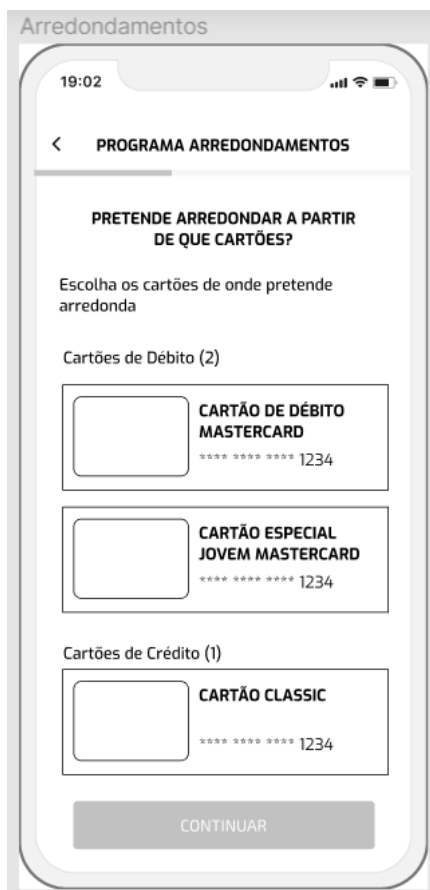 Arredondamentos
19:02
PROGRAMA ARREDONDAMENTOS
PRETENDE ARREDONDAR A PARTIR
DE QUE CARTÕES?
Escolha os cartões de onde pretende
arredonda
Cartões de Débito (2)
CARTÃO DE DÉBITO
MASTERCARD
**** **** **** 1234
CARTÃO ESPECIAL
JOVEM MASTERCARD
**** **** **** 1234
Cartões de Crédito (1)
CARTÃO CLASSIC
**** **** **** 1234
CONTINUAR